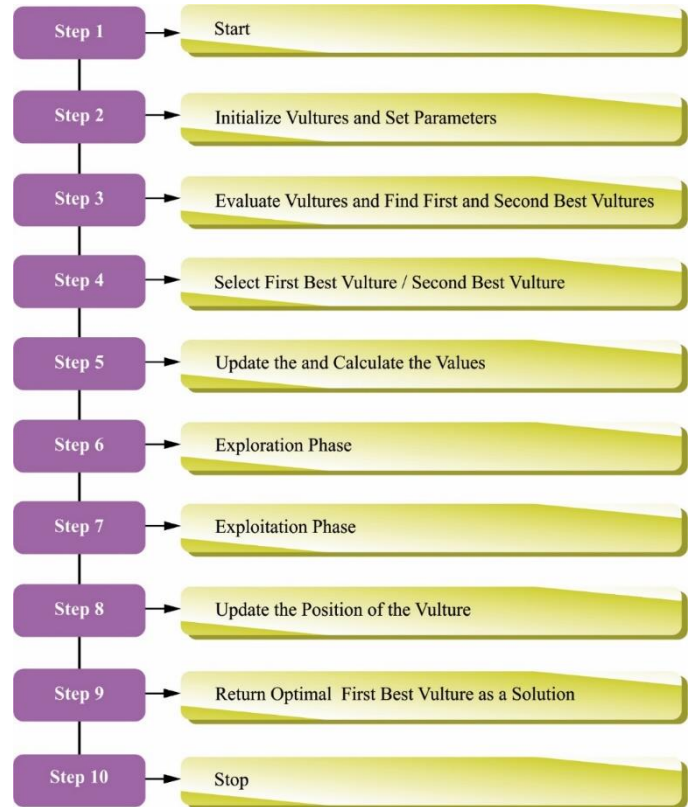 Step 1
Start
Step 2
Initialize Vultures and Set Parameters
Step 3
Evaluate Vultures and Find First and Second Best Vultures
Step 4
Select First Best Vulture / Second Best Vulture
Step 5
Update the and Calculate the Values
Step 6
Exploration Phase
Step 7
Exploitation Phase
Step 8
Update the Position of the Vulture
Step 9
Return Optimal First Best Vulture as a Solution
Step 10
Stop